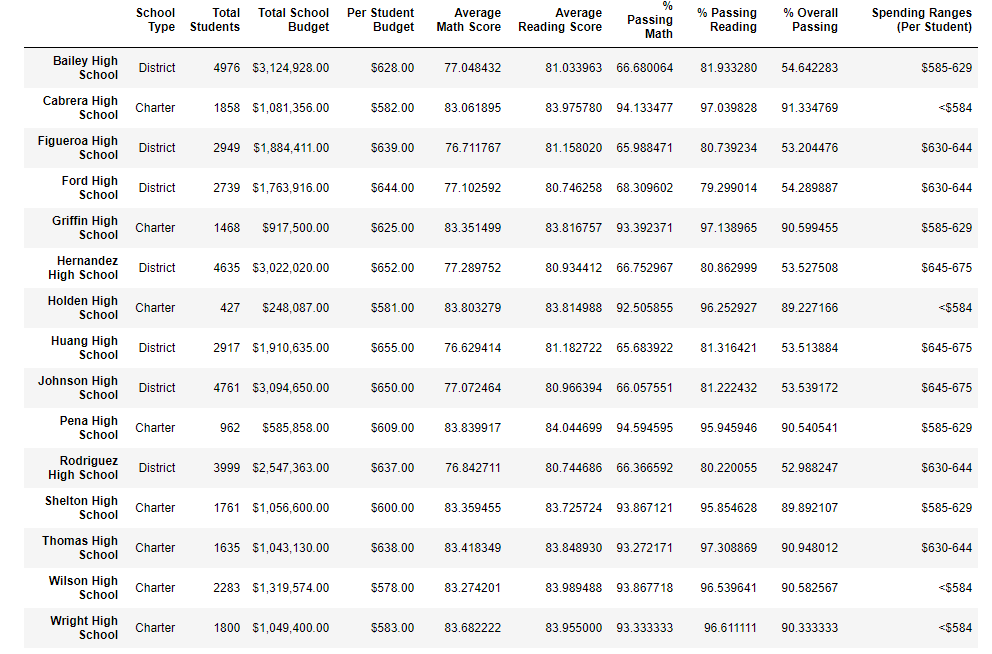 School Type Total Students Total School Budget Per Student Budget Average Math Score Average Reading Score % Passing Math % Passing Reading % Overall Passing Spending Ranges (Per Student)
Bailey High School District 4976 $3,124,928.00 $628.00 77.048432 81.033963 66.680064 81.933280 54.642283 $585-629
Cabrera High School Charter 1858 $1,081,356.00 $582.00 83.061895 83.975780 94.133477 97.039828 91.334769 <$584
Figueroa High School District 2949 $1,884,411.00 $639.00 76.711767 81.158020 65.988471 80.739234 53.204476 $630-644
Ford High School District 2739 $1,763,916.00 $644.00 77.102592 80.746258 68.309602 79.299014 54.289887 $630-644
Griffin High School Charter 1468 $917,500.00 $625.00 83.351499 83.816757 93.392371 97.138965 90.599455 $585-629
Hernandez High School District 4635 $3,022,020.00 $652.00 77.289752 80.934412 66.752967 80.862999 53.527508 $645-675
Holden High School Charter 427 $248,087.00 $581.00 83.803279 83.814988 92.505855 96.252927 89.227166 <$584
Huang High School District 2917 $1,910,635.00 $655.00 76.629414 81.182722 65.683922 81.316421 53.513884 $645-675
Johnson High School District 4761 $3,094,650.00 $650.00 77.072464 80.966394 66.057551 81.222432 53.539172 $645-675
Pena High School Charter 962 $585,858.00 $609.00 83.839917 84.044699 94.594595 95.945946 90.540541 $585-629
Rodriguez High School District 3999 $2,547,363.00 $637.00 76.842711 80.744686 66.366592 80.220055 52.988247 $630-644
Shelton High School Charter 1761 $1,056,600.00 $600.00 83.359455 83.725724 93.867121 95.854628 89.892107 $585-629
Thomas High School Charter 1635 $1,043,130.00 $638.00 83.418349 83.848930 93.272171 97.308869 90.948012 $630-644
Wilson High School Charter 2283 $1,319,574.00 $578.00 83.274201 83.989488 93.867718 96.539641 90.582567 <$584
Wright High School Charter 1800 $1,049,400.00 $583.00 83.682222 83.955000 93.333333 96.611111 90.333333 <$584